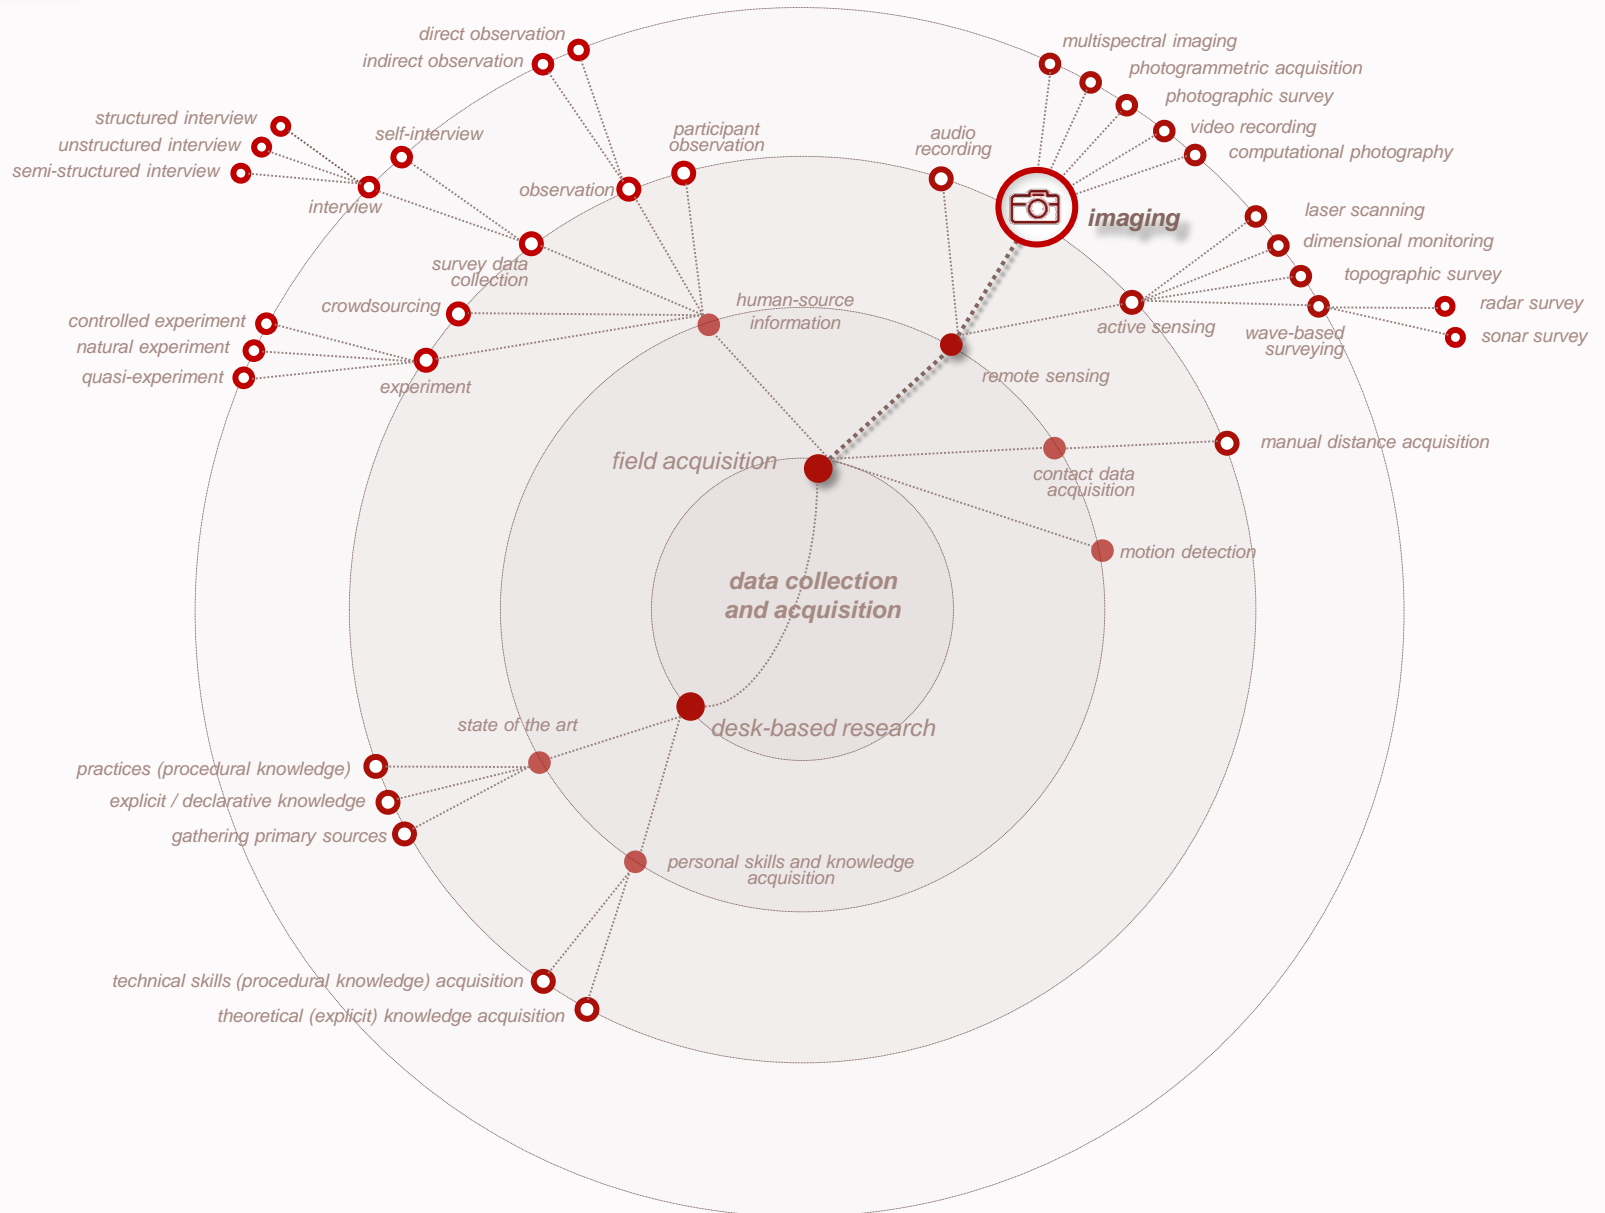 direct observation
indirect observation
multispectral imaging
photogrammetric acquisition
photographic survey
video recording
computational photography
structured interview
unstructured interview
semi-structured interview
self-interview
interview
participant
observation
observation
audio
recording
imaging
laser scanning
dimensional monitoring
topographic survey
radar survey
sonar survey
wave-based
surveying
active sensing
survey data
collection
crowdsourcing
human-source
information
controlled experiment
natural experiment
quasi-experiment
experiment
remote sensing
field acquisition
manual distance acquisition
contact data
acquisition
motion detection
data collection
and acquisition
state of the art
desk-based research
practices (procedural knowledge)
explicit / declarative knowledge
gathering primary sources
personal skills and knowledge
acquisition
technical skills (procedural knowledge) acquisition
theoretical (explicit) knowledge acquisition